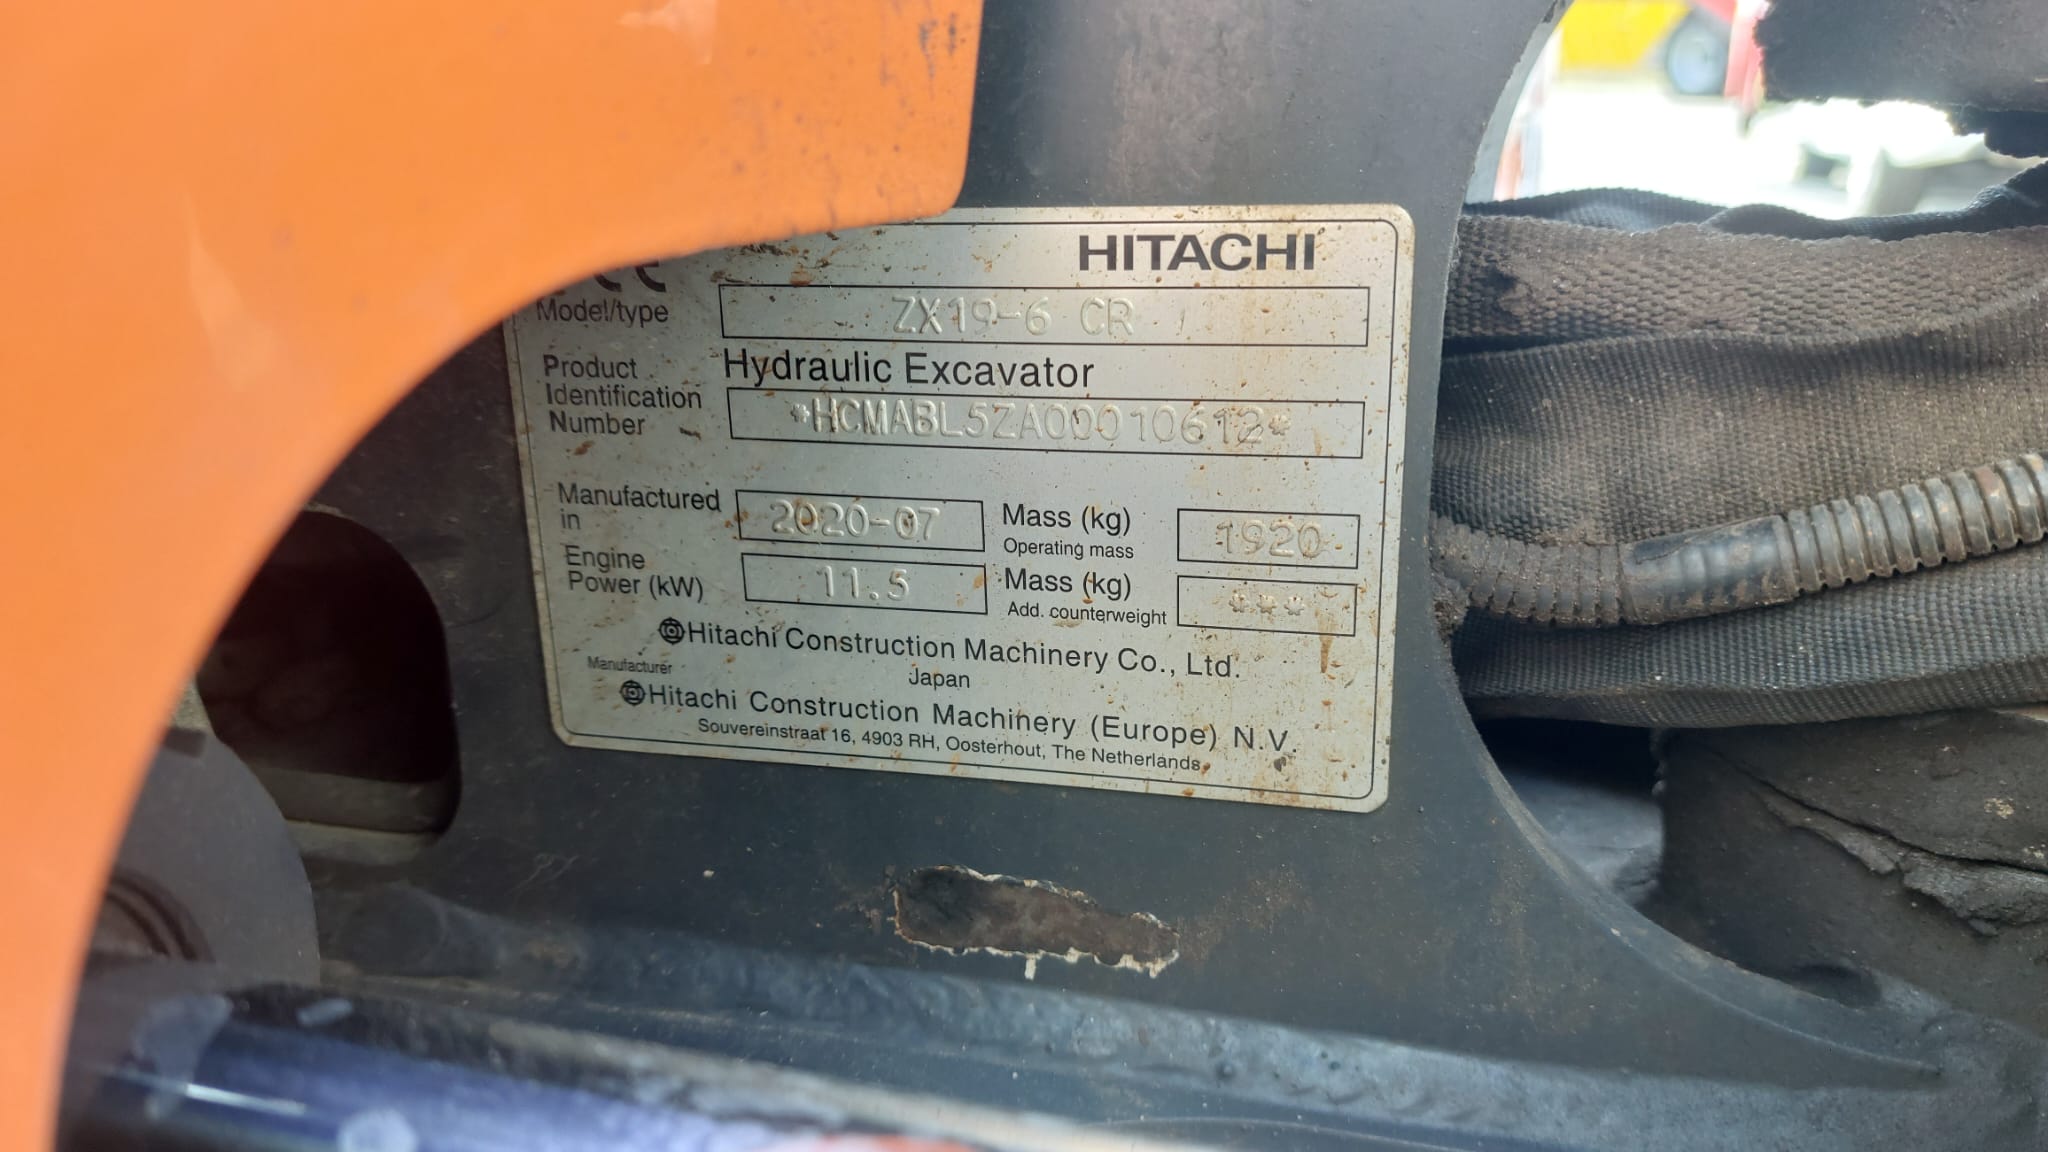 HITACHI
CE
Model/type ZX19-6 CR
Hydraulic Excavator
Product Identification Number *HCMABL5ZA00010612*
Manufactured in 2020-07 Mass (kg) Operating mass 1920
Engine Power (kW) 11.5 Mass (kg) Add. counterweight ***
Hitachi Construction Machinery Co., Ltd.
Japan
Manufacturer
Hitachi Construction Machinery (Europe) N.V.
Souvereinstraat 16, 4903 RH, Oosterhout, The Netherlands